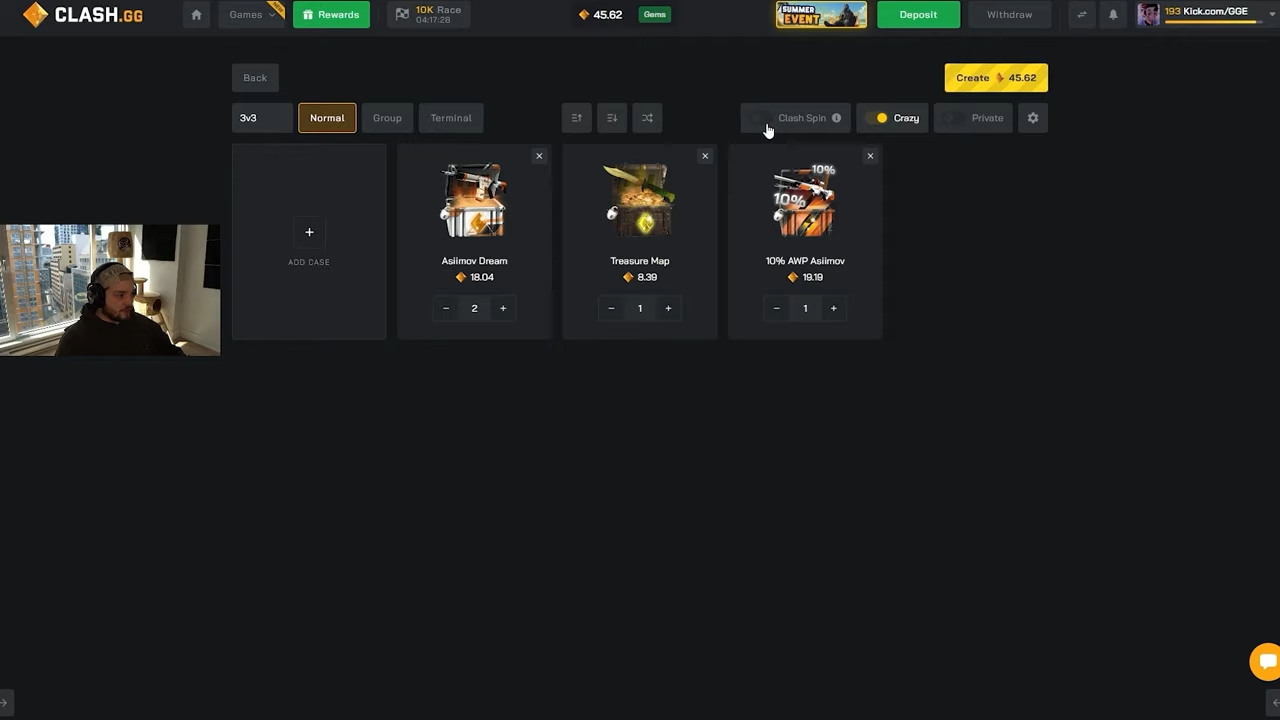 CLASH.GG
Games
Rewards
10K Race
04:17:28
45.62
Gems
SUMMER
EVENT
Deposit
Withdraw
193 Kick.com/GGE
Back
Create 45.62
3v3
Normal
Group
Terminal
Clash Spin
Crazy
Private
+
ADD CASE
Asiimov Dream
18.04
- 2 +
Treasure Map
8.39
- 1 +
10%
10%
10% AWP Asiimov
19.19
- 1 +